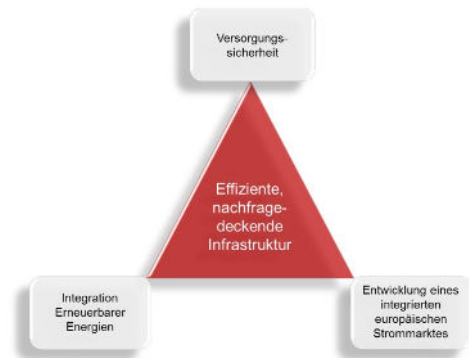 Versorgungs-
sicherheit
Effiziente,
nachfrage-
deckende
Infrastruktur
Integration
Erneuerbarer
Energien
Entwicklung eines
integrierten
europäischen
Strommarktes